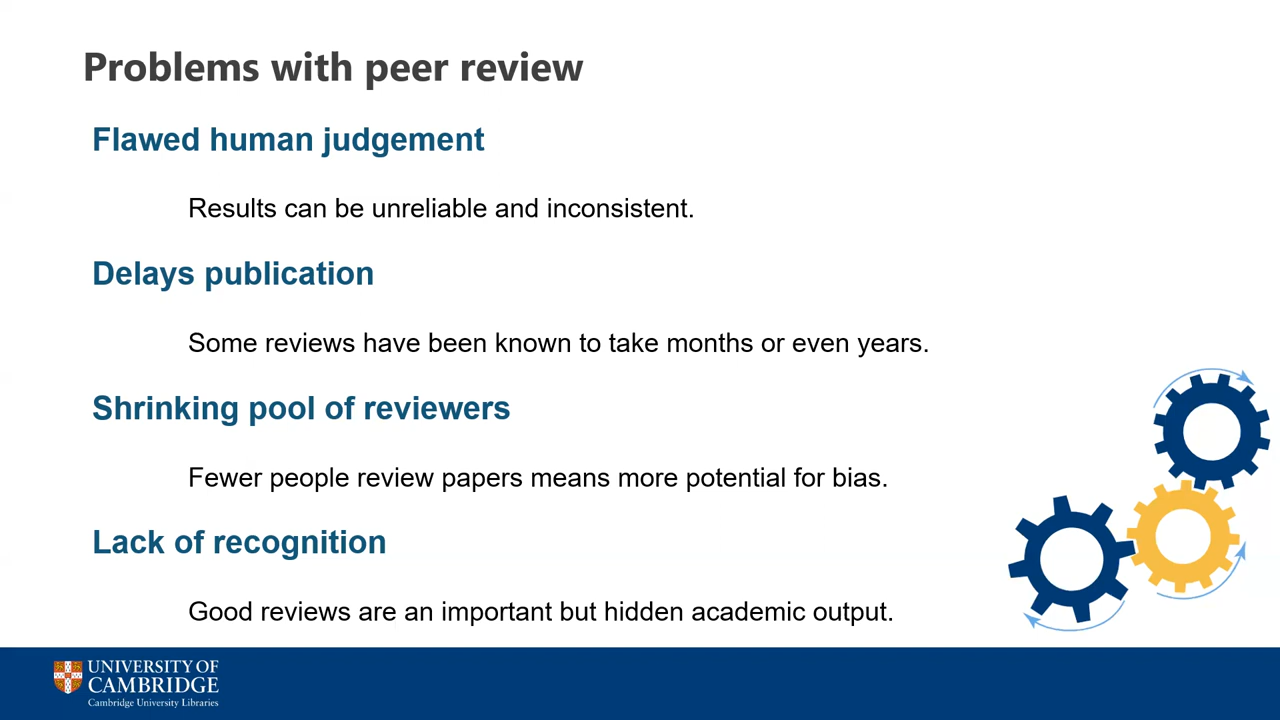 Problems with peer review
Flawed human judgement
Results can be unreliable and inconsistent.
Delays publication
Some reviews have been known to take months or even years.
Shrinking pool of reviewers
Fewer people review papers means more potential for bias.
Lack of recognition
Good reviews are an important but hidden academic output.
UNIVERSITY OF
CAMBRIDGE
Cambridge University Libraries